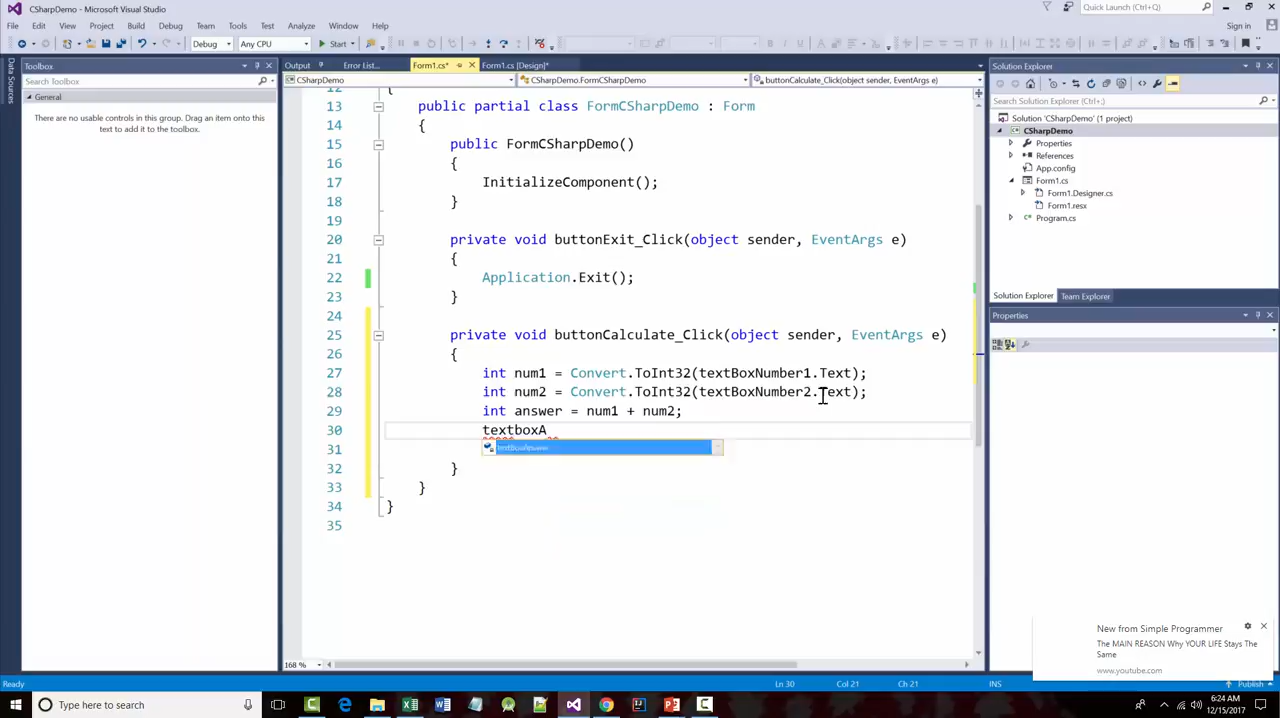 CSharpDemo - Microsoft Visual Studio
Quick Launch (Ctrl+Q)
File Edit View Project Build Debug Team Tools Test Analyze Window Help
Sign in
Debug Any CPU Start
Data Sources
Toolbox
Search Toolbox
General
There are no usable controls in this group. Drag an item onto this text to add it to the toolbox.
Output Error List... Form1.cs* Form1.cs [Design]*
CSharpDemo CSharpDemo.FormCSharpDemo buttonCalculate_Click(object sender, EventArgs e)
12 {
13 public partial class FormCSharpDemo : Form
14 {
15 public FormCSharpDemo()
16 {
17 InitializeComponent();
18 }
19
20 private void buttonExit_Click(object sender, EventArgs e)
21 {
22 Application.Exit();
23 }
24
25 private void buttonCalculate_Click(object sender, EventArgs e)
26 {
27 int num1 = Convert.ToInt32(textBoxNumber1.Text);
28 int num2 = Convert.ToInt32(textBoxNumber2.Text);
29 int answer = num1 + num2;
30 textboxA
textBoxAnswer
31
32 }
33 }
34 }
35
168 %
Solution Explorer
Search Solution Explorer (Ctrl+;)
Solution 'CSharpDemo' (1 project)
CSharpDemo
Properties
References
App.config
Form1.cs
Form1.Designer.cs
Form1.resx
Program.cs
Solution Explorer Team Explorer
Properties
New from Simple Programmer
The MAIN REASON Why YOUR LIFE Stays The
Same
www.youtube.com
Ready Ln 30 Col 21 Ch 21 INS Publish
Type here to search
6:24 AM
12/15/2017